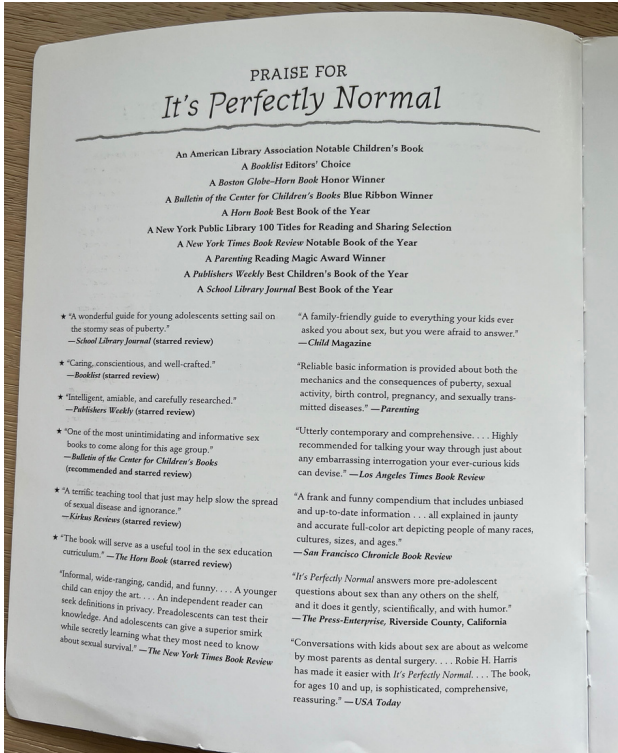 PRAISE FOR
It's Perfectly Normal
An American Library Association Notable Children's Book
A Booklist Editors' Choice
A Boston Globe–Horn Book Honor Winner
A Bulletin of the Center for Children's Books Blue Ribbon Winner
A Horn Book Best Book of the Year
A New York Public Library 100 Titles for Reading and Sharing Selection
A New York Times Book Review Notable Book of the Year
A Parenting Reading Magic Award Winner
A Publishers Weekly Best Children's Book of the Year
A School Library Journal Best Book of the Year
★ "A wonderful guide for young adolescents setting sail on
the stormy seas of puberty."
—School Library Journal (starred review)
★ "Caring, conscientious, and well-crafted."
—Booklist (starred review)
★ "Intelligent, amiable, and carefully researched."
—Publishers Weekly (starred review)
★ "One of the most unintimidating and informative sex
books to come along for this age group."
—Bulletin of the Center for Children's Books
(recommended and starred review)
★ "A terrific teaching tool that just may help slow the spread
of sexual disease and ignorance."
—Kirkus Reviews (starred review)
★ "The book will serve as a useful tool in the sex education
curriculum." —The Horn Book (starred review)
"Informal, wide-ranging, candid, and funny. . . . A younger
child can enjoy the art. . . . An independent reader can
seek definitions in privacy. Preadolescents can test their
knowledge. And adolescents can give a superior smirk
while secretly learning what they most need to know
about sexual survival." —The New York Times Book Review
"A family-friendly guide to everything your kids ever
asked you about sex, but you were afraid to answer."
—Child Magazine
"Reliable basic information is provided about both the
mechanics and the consequences of puberty, sexual
activity, birth control, pregnancy, and sexually trans-
mitted diseases." —Parenting
"Utterly contemporary and comprehensive. . . . Highly
recommended for talking your way through just about
any embarrassing interrogation your ever-curious kids
can devise." —Los Angeles Times Book Review
"A frank and funny compendium that includes unbiased
and up-to-date information . . . all explained in jaunty
and accurate full-color art depicting people of many races,
cultures, sizes, and ages."
—San Francisco Chronicle Book Review
"It's Perfectly Normal answers more pre-adolescent
questions about sex than any others on the shelf,
and it does it gently, scientifically, and with humor."
—The Press-Enterprise, Riverside County, California
"Conversations with kids about sex are about as welcome
by most parents as dental surgery. . . . Robie H. Harris
has made it easier with It's Perfectly Normal. . . . The book,
for ages 10 and up, is sophisticated, comprehensive,
reassuring." —USA Today